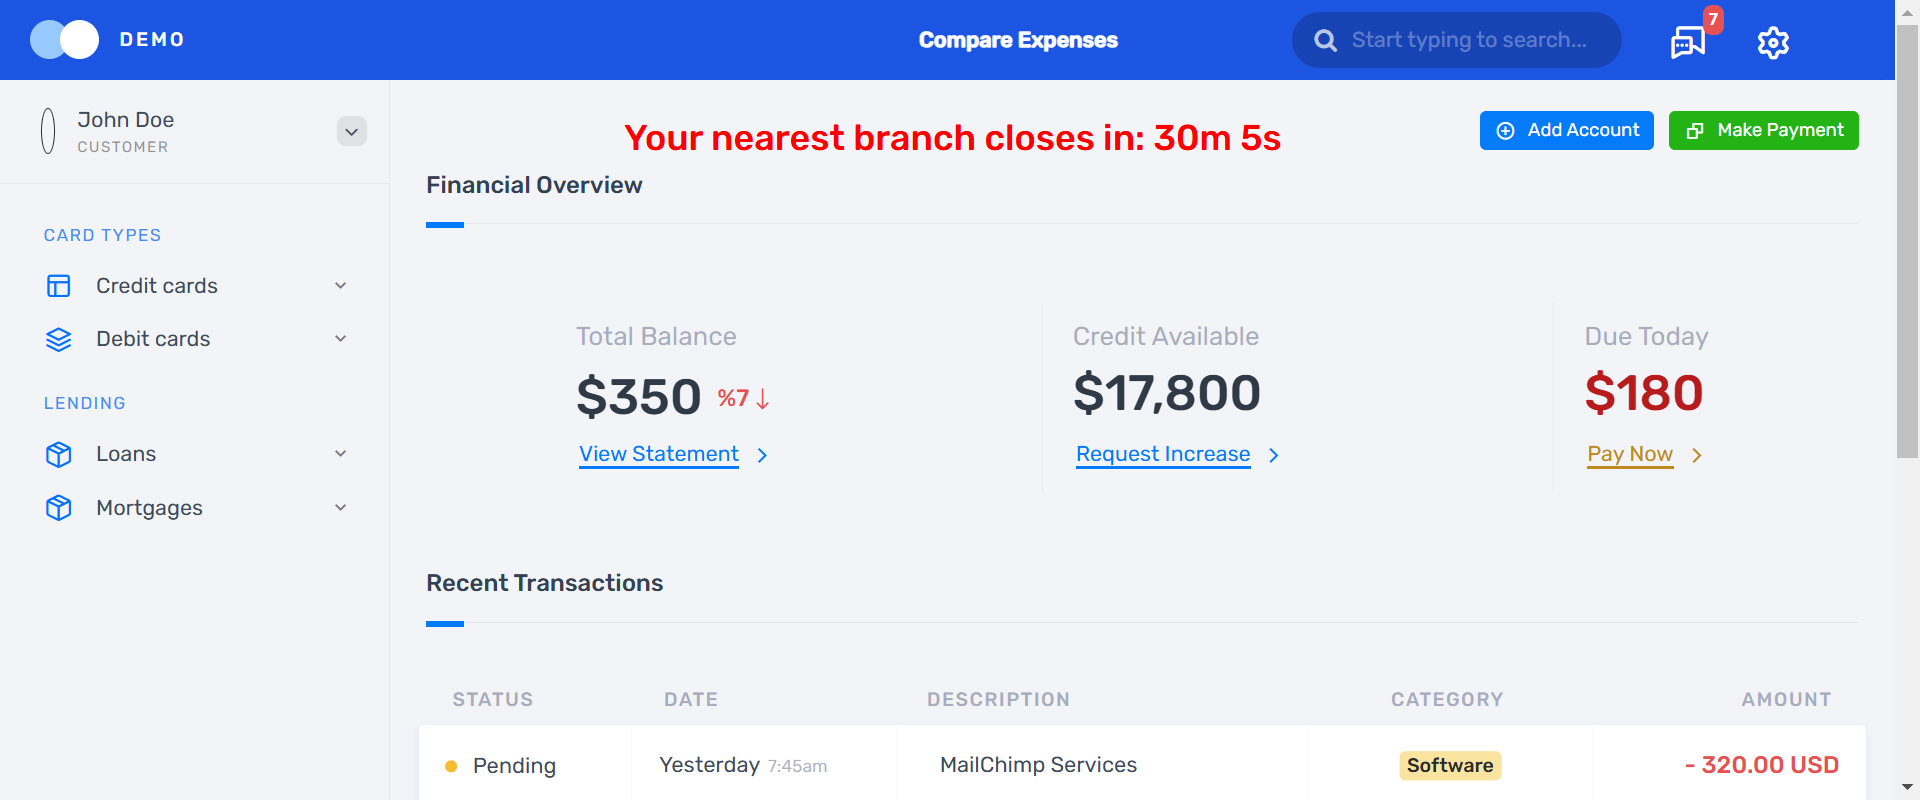 DEMO
Compare Expenses
Start typing to search...
7
John Doe
CUSTOMER
Your nearest branch closes in: 30m 5s
Add Account
Make Payment
Financial Overview
CARD TYPES
Credit cards
Debit cards
LENDING
Loans
Mortgages
Total Balance
$350 %7
View Statement
Credit Available
$17,800
Request Increase
Due Today
$180
Pay Now
Recent Transactions
STATUS DATE DESCRIPTION CATEGORY AMOUNT
Pending Yesterday 7:45am MailChimp Services Software - 320.00 USD